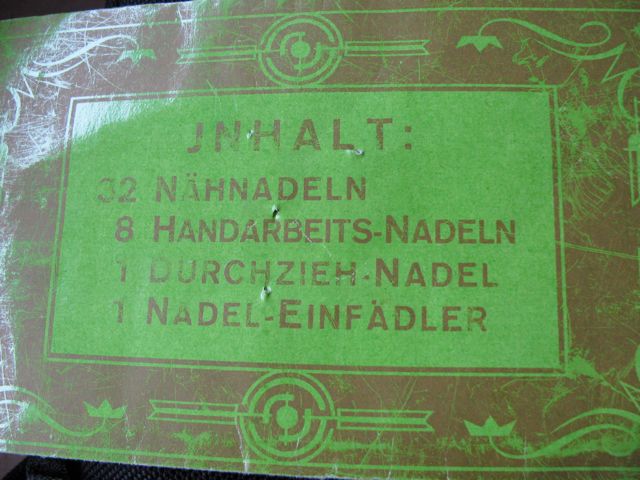 JNHALT:
32 NÄHNADELN
8 HANDARBEITS-NADELN
1 DURCHZIEH-NADEL
1 NADEL-EINFÄDLER